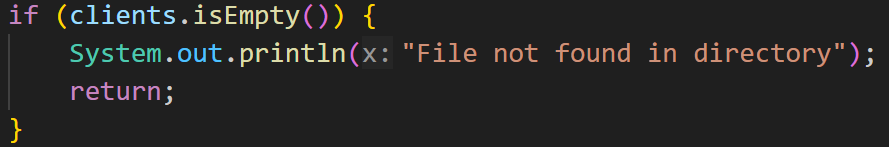 if (clients.isEmpty()) {
    System.out.println(x: "File not found in directory");
    return;
}